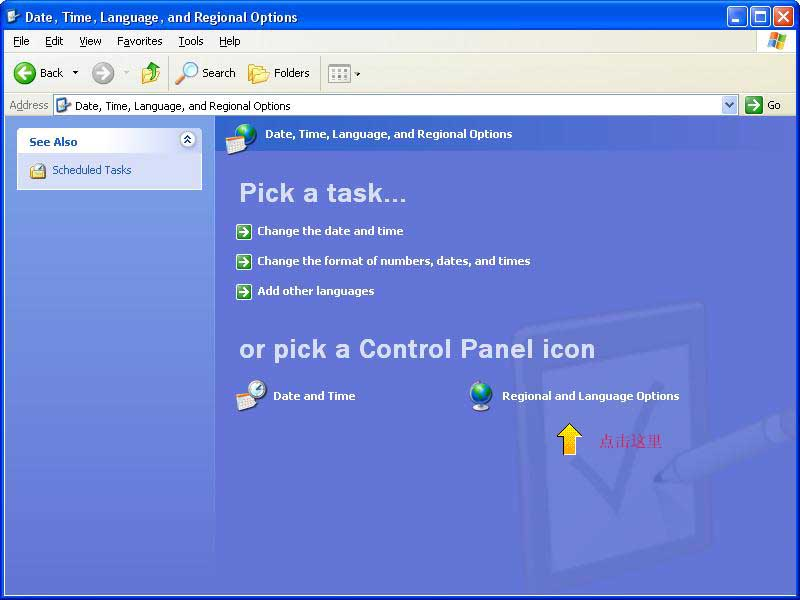 Date, Time, Language, and Regional Options
File Edit View Favorites Tools Help
Back Search Folders
Address Date, Time, Language, and Regional Options Go
See Also
Scheduled Tasks
Date, Time, Language, and Regional Options
Pick a task...
Change the date and time
Change the format of numbers, dates, and times
Add other languages
or pick a Control Panel icon
Date and Time Regional and Language Options
点击这里